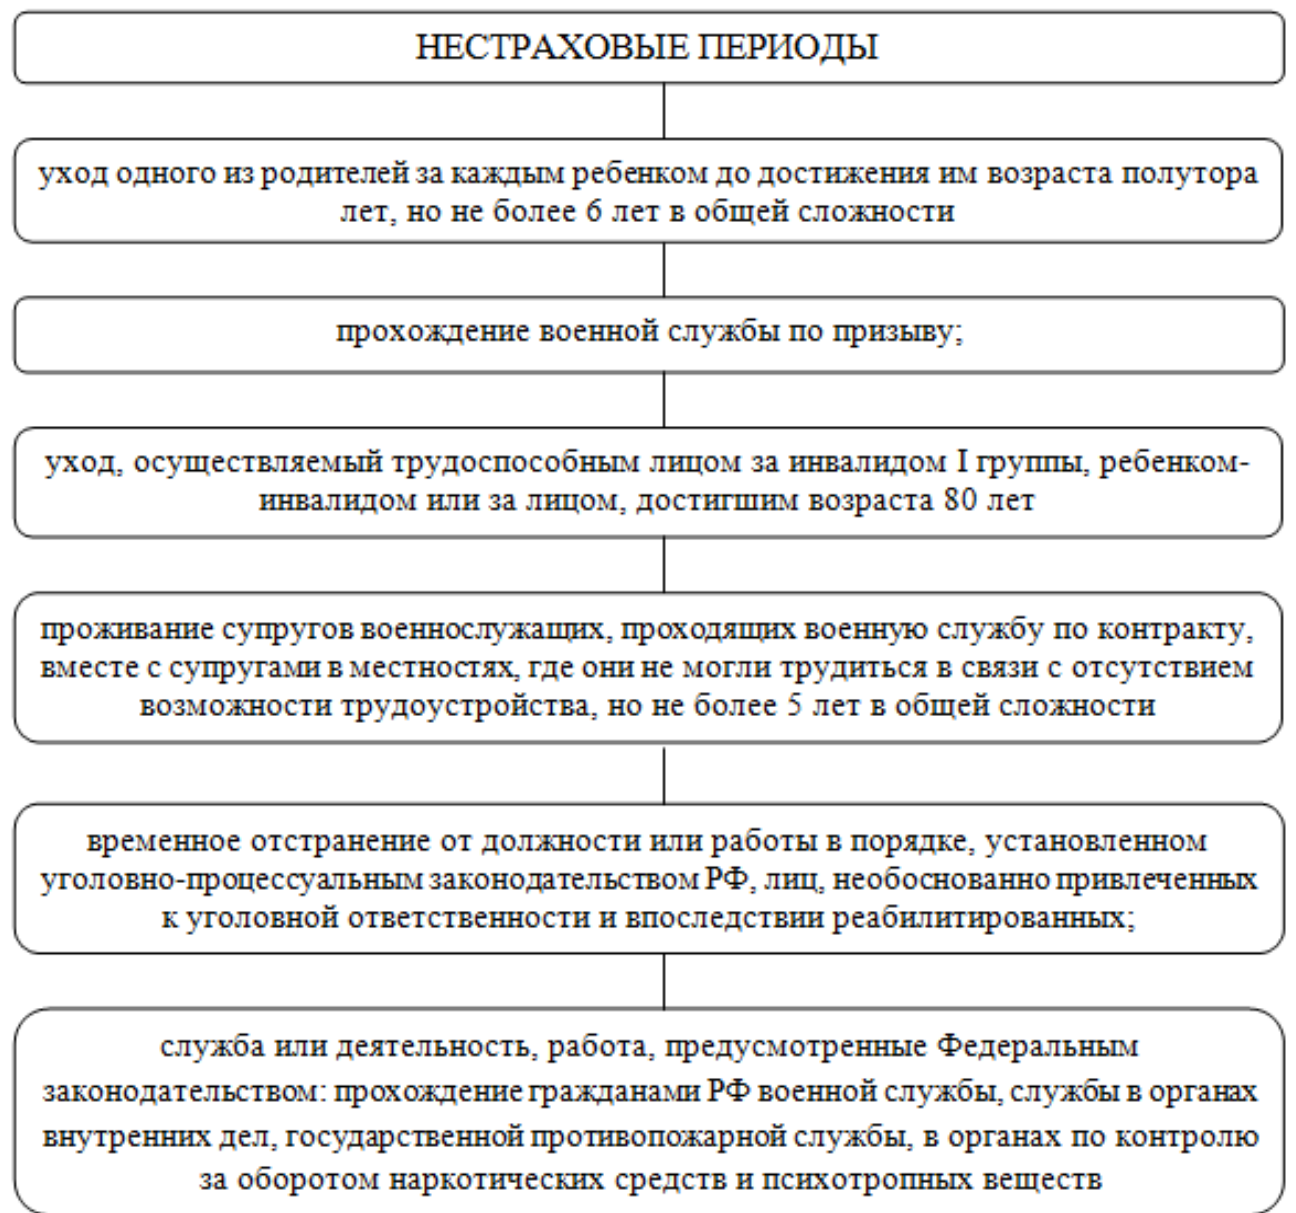 НЕСТРАХОВЫЕ ПЕРИОДЫ
уход одного из родителей за каждым ребенком до достижения им возраста полутора
лет, но не более 6 лет в общей сложности
прохождение военной службы по призыву;
уход, осуществляемый трудоспособным лицом за инвалидом I группы, ребенком-
инвалидом или за лицом, достигшим возраста 80 лет
проживание супругов военнослужащих, проходящих военную службу по контракту,
вместе с супругами в местностях, где они не могли трудиться в связи с отсутствием
возможности трудоустройства, но не более 5 лет в общей сложности
временное отстранение от должности или работы в порядке, установленном
уголовно-процессуальным законодательством РФ, лиц, необоснованно привлеченных
к уголовной ответственности и впоследствии реабилитированных;
служба или деятельность, работа, предусмотренные Федеральным
законодательством: прохождение гражданами РФ военной службы, службы в органах
внутренних дел, государственной противопожарной службы, в органах по контролю
за оборотом наркотических средств и психотропных веществ